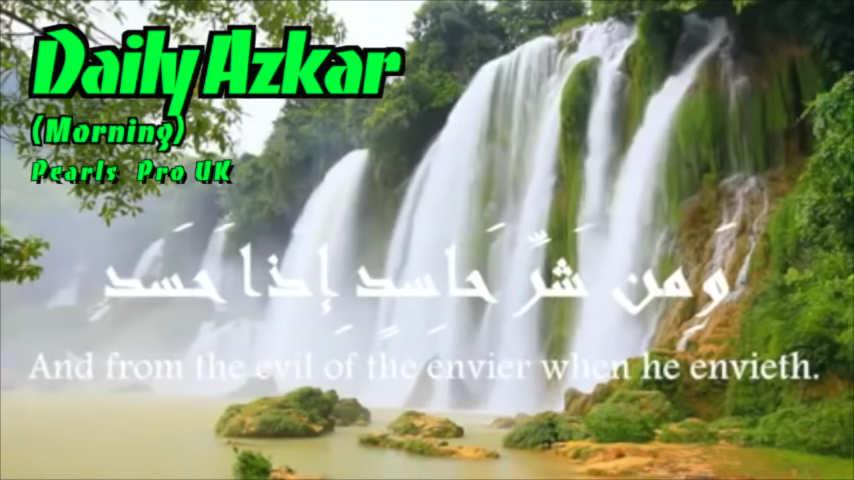 Daily Azkar
(Morning)
Pearls Pro UK
وَمِن شَرِّ حَاسِدٍ إِذَا حَسَدَ
And from the evil of the envier when he envieth.